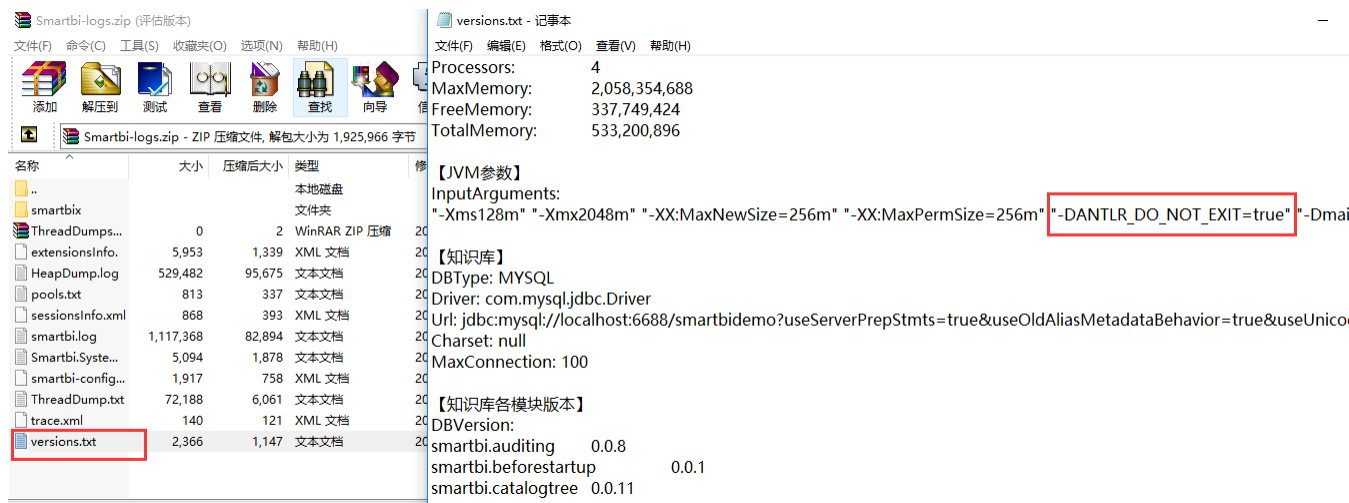 Smartbi-logs.zip (评估版本)
文件(F) 命令(C) 工具(S) 收藏夹(O) 选项(N) 帮助(H)
添加 解压到 测试 查看 删除 查找 向导
Smartbi-logs.zip - ZIP 压缩文件, 解包大小为 1,925,966 字节
名称 大小 压缩后大小 类型 修
.. 本地磁盘
smartbix 文件夹
ThreadDumps... 0 2 WinRAR ZIP 压缩 20
extensionsInfo. 5,953 1,339 XML 文档 20
HeapDump.log 529,482 95,675 文本文档 20
pools.txt 813 337 文本文档 20
sessionsInfo.xml 868 393 XML 文档 20
smartbi.log 1,117,368 82,894 文本文档 20
Smartbi.Syste... 5,094 1,878 文本文档 20
smartbi-config... 1,917 758 XML 文档 20
ThreadDump.txt 72,188 6,061 文本文档 20
trace.xml 140 121 XML 文档 20
versions.txt 2,366 1,147 文本文档 20
versions.txt - 记事本
文件(F) 编辑(E) 格式(O) 查看(V) 帮助(H)
Processors: 4
MaxMemory: 2,058,354,688
FreeMemory: 337,749,424
TotalMemory: 533,200,896
【JVM参数】
InputArguments:
"-Xms128m" "-Xmx2048m" "-XX:MaxNewSize=256m" "-XX:MaxPermSize=256m" "-DANTLR_DO_NOT_EXIT=true" "-Dmai
【知识库】
DBType: MYSQL
Driver: com.mysql.jdbc.Driver
Url: jdbc:mysql://localhost:6688/smartbidemo?useServerPrepStmts=true&useOldAliasMetadataBehavior=true&useUnico
Charset: null
MaxConnection: 100
【知识库各模块版本】
DBVersion:
smartbi.auditing 0.0.8
smartbi.beforestartup 0.0.1
smartbi.catalogtree 0.0.11